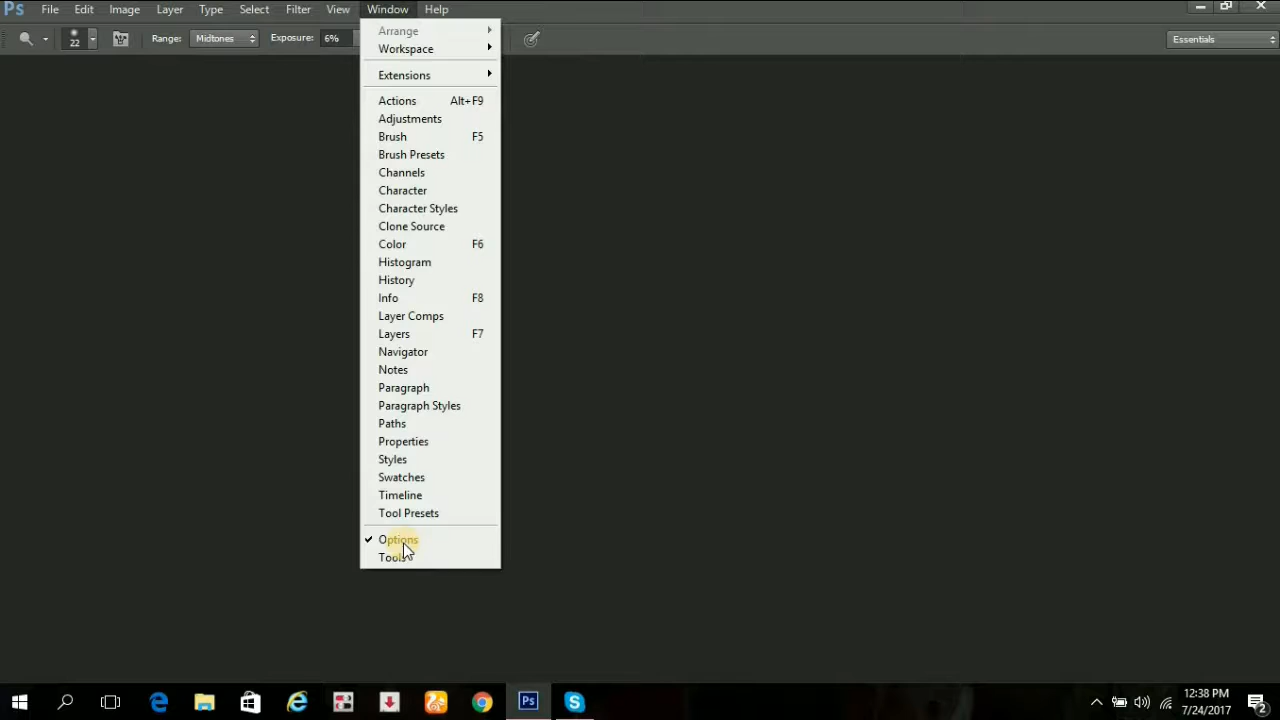 Ps File Edit Image Layer Type Select Filter View Window Help
22 Range: Midtones Exposure: 6% Essentials
Arrange
Workspace
Extensions
Actions Alt+F9
Adjustments
Brush F5
Brush Presets
Channels
Character
Character Styles
Clone Source
Color F6
Histogram
History
Info F8
Layer Comps
Layers F7
Navigator
Notes
Paragraph
Paragraph Styles
Paths
Properties
Styles
Swatches
Timeline
Tool Presets
Options
Tools
Ps
12:38 PM
7/24/2017
2